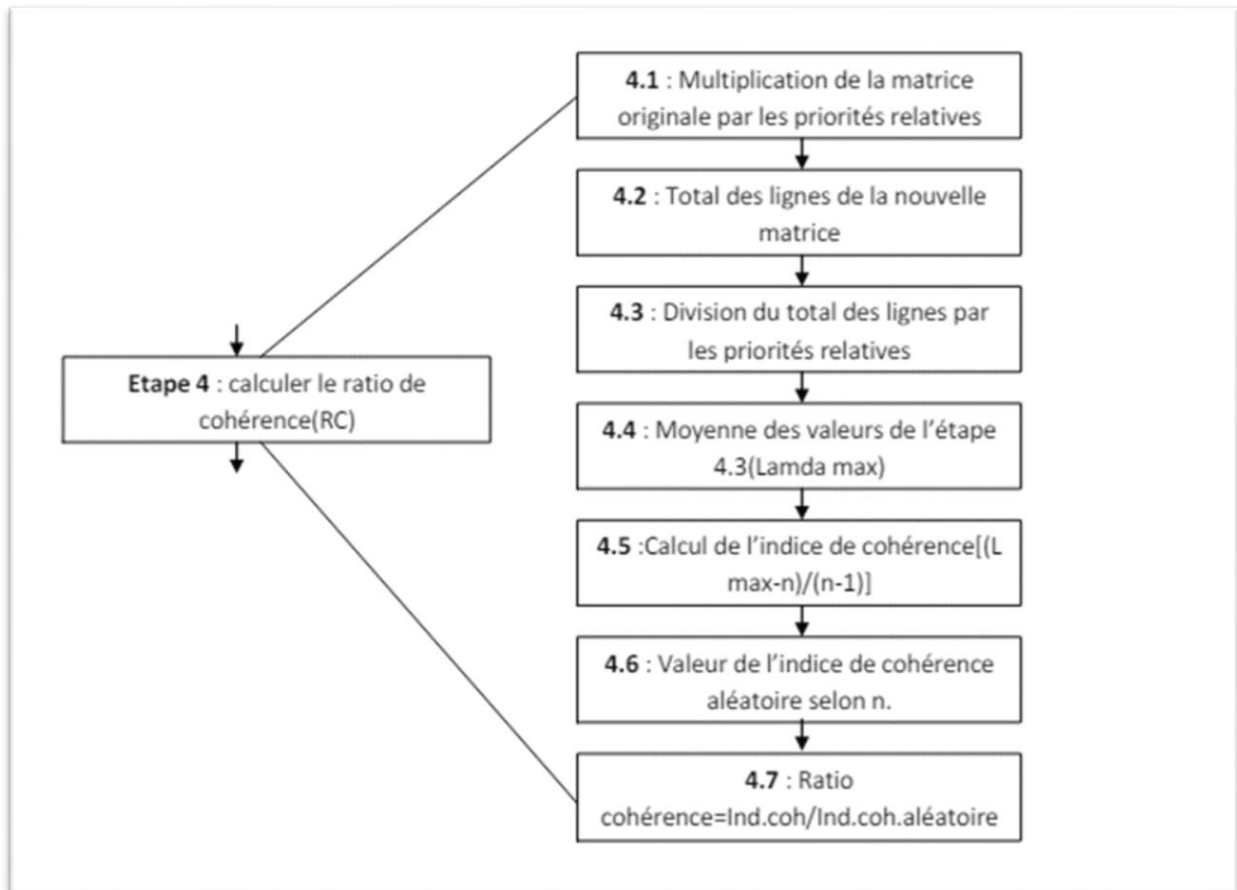 4.1 : Multiplication de la matrice
originale par les priorités relatives
4.2 : Total des lignes de la nouvelle
matrice
4.3 : Division du total des lignes par
les priorités relatives
Etape 4 : calculer le ratio de
cohérence(RC)
4.4 : Moyenne des valeurs de l’étape
4.3(Lamda max)
4.5 :Calcul de l’indice de cohérence[(L
max-n)/(n-1)]
4.6 : Valeur de l’indice de cohérence
aléatoire selon n.
4.7 : Ratio
cohérence=Ind.coh/Ind.coh.aléatoire